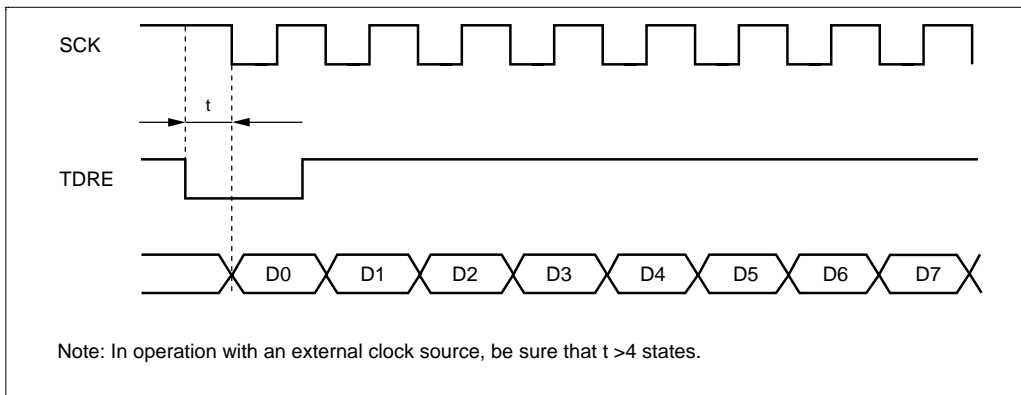 SCK
t
TDRE
D0 D1 D2 D3 D4 D5 D6 D7
Note: In operation with an external clock source, be sure that t >4 states.